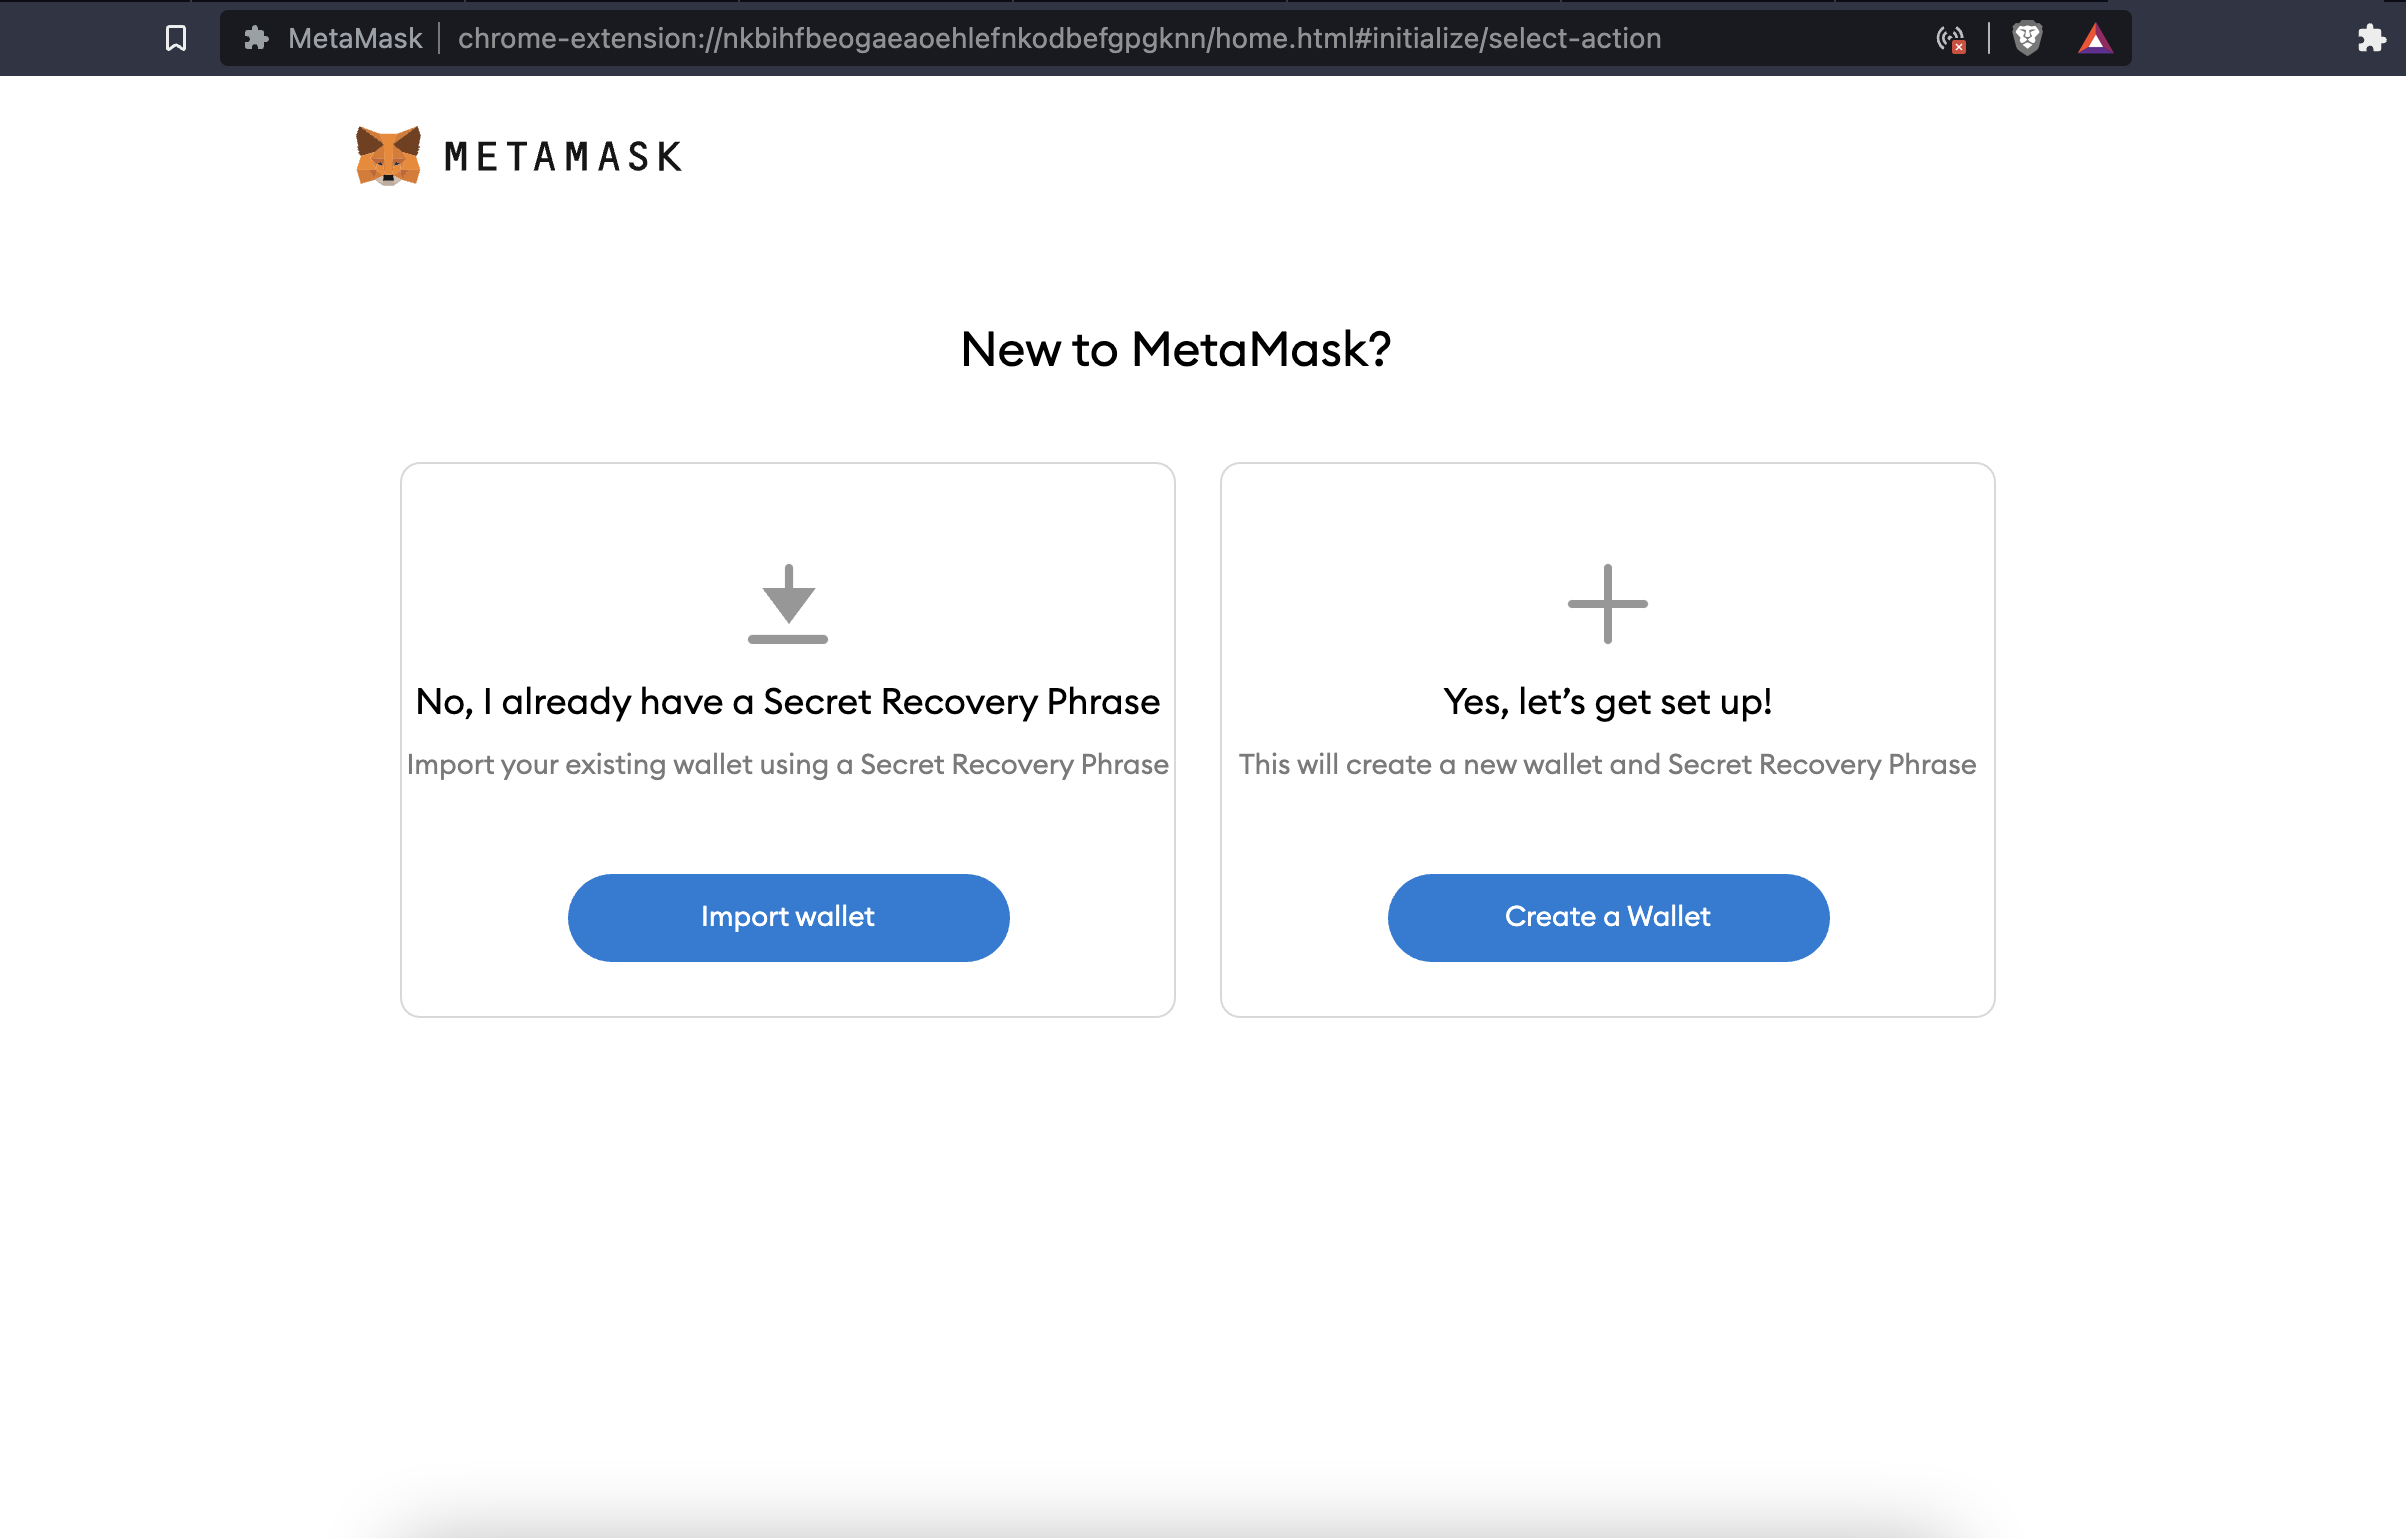 MetaMask chrome-extension://nkbihfbeogaeaoehlefnkodbefgpgknn/home.html#initialize/select-action
METAMASK
New to MetaMask?
No, I already have a Secret Recovery Phrase
Import your existing wallet using a Secret Recovery Phrase
Import wallet
Yes, let’s get set up!
This will create a new wallet and Secret Recovery Phrase
Create a Wallet